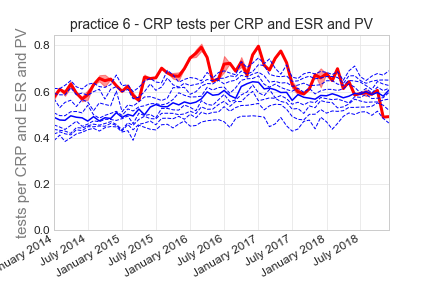 practice 6 - CRP tests per CRP and ESR and PV
tests per CRP and ESR and PV
0.8
0.6
0.4
0.2
0.0
nuary 2014
July 2014
January 2015
July 2015
January 2016
July 2016
January 2017
July 2017
January 2018
July 2018